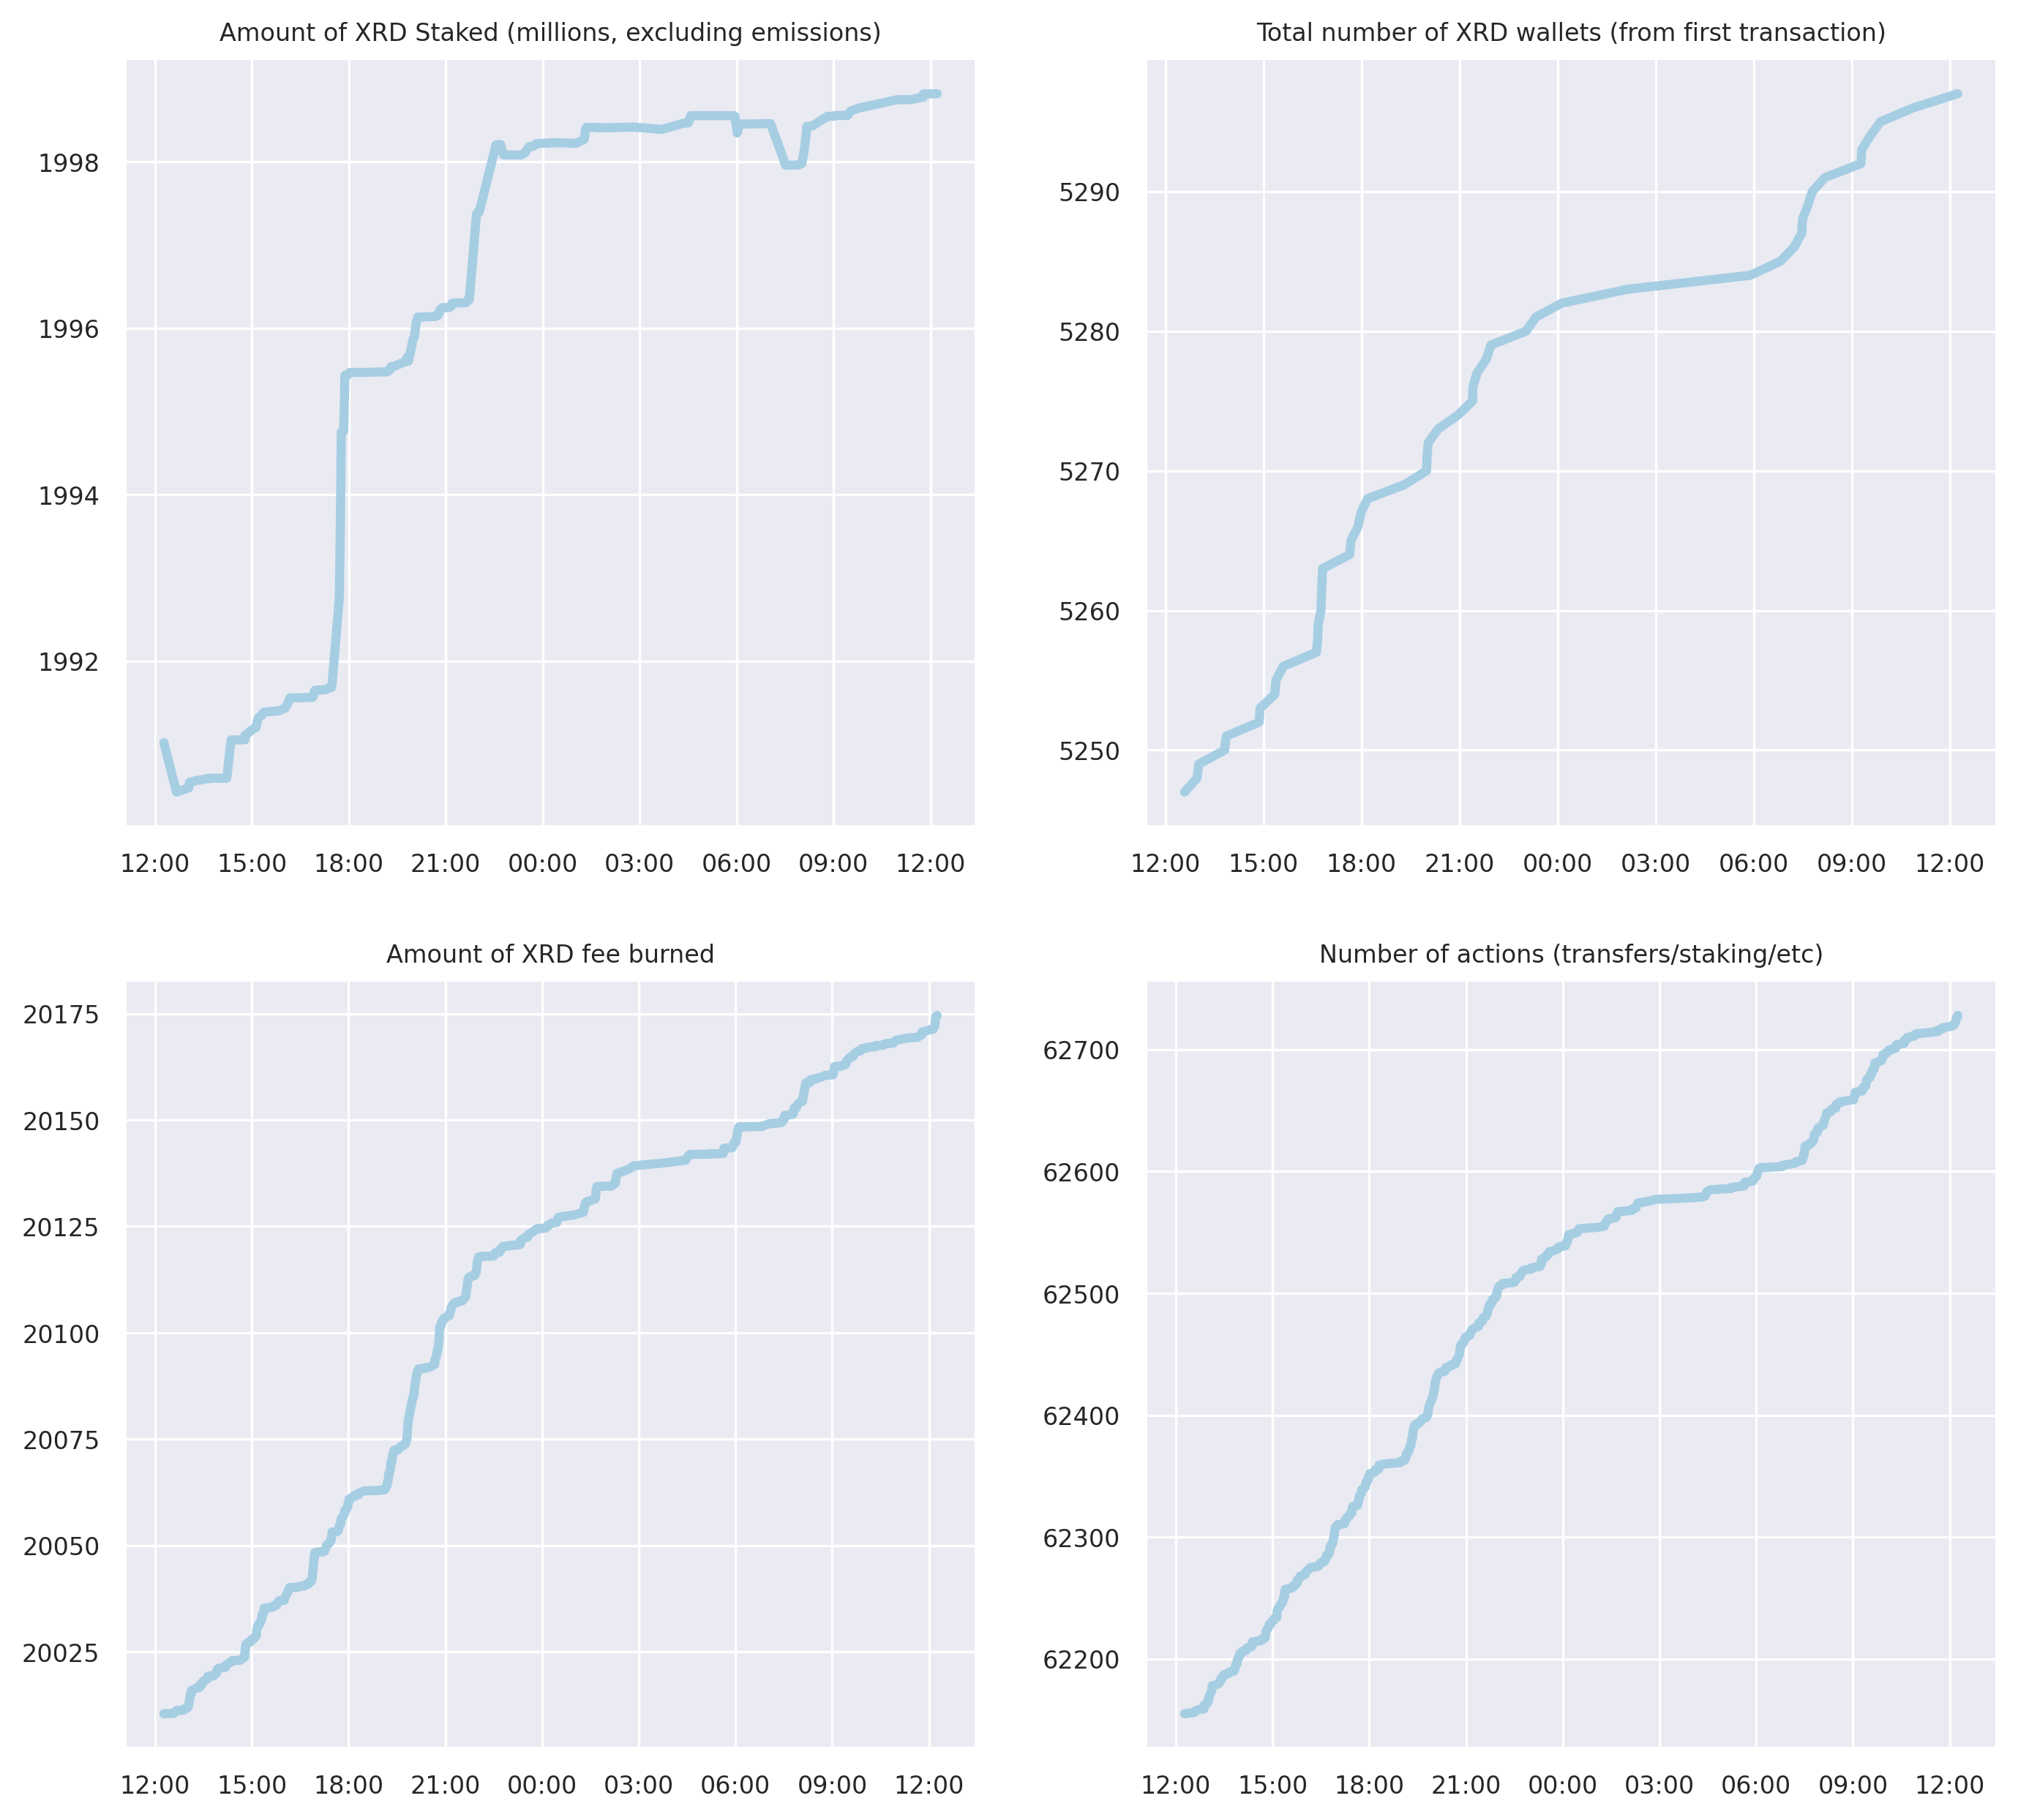 Amount of XRD Staked (millions, excluding emissions)
1998
1996
1994
1992
12:00 15:00 18:00 21:00 00:00 03:00 06:00 09:00 12:00
Total number of XRD wallets (from first transaction)
5290
5280
5270
5260
5250
12:00 15:00 18:00 21:00 00:00 03:00 06:00 09:00 12:00
Amount of XRD fee burned
20175
20150
20125
20100
20075
20050
20025
12:00 15:00 18:00 21:00 00:00 03:00 06:00 09:00 12:00
Number of actions (transfers/staking/etc)
62700
62600
62500
62400
62300
62200
12:00 15:00 18:00 21:00 00:00 03:00 06:00 09:00 12:00